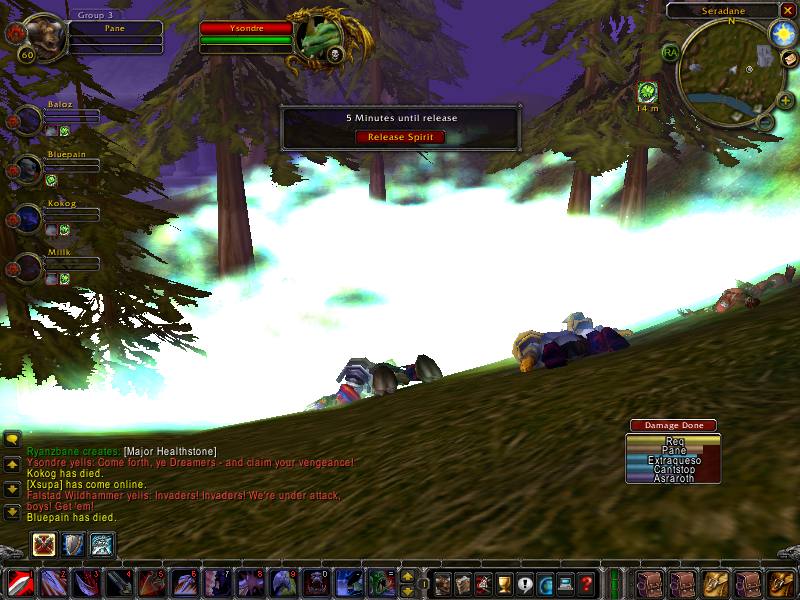 Group 3
Pane
60
Ysondre
Seradane
N
RA
14 m
Baloz
Bluepain
Kokog
5 Minutes until release
Release Spirit
Damage Done
Req
Pane
Extraqueso
Cantstop
Asraroth
Ryanzbane creates: [Major Healthstone]
Ysondre yells: Come forth, ye Dreamers - and claim your vengeance!
Kokog has died.
[Xsupa] has come online.
Falstad Wildhammer yells: Invaders! Invaders! We're under attack,
boys! Get 'em!
Bluepain has died.